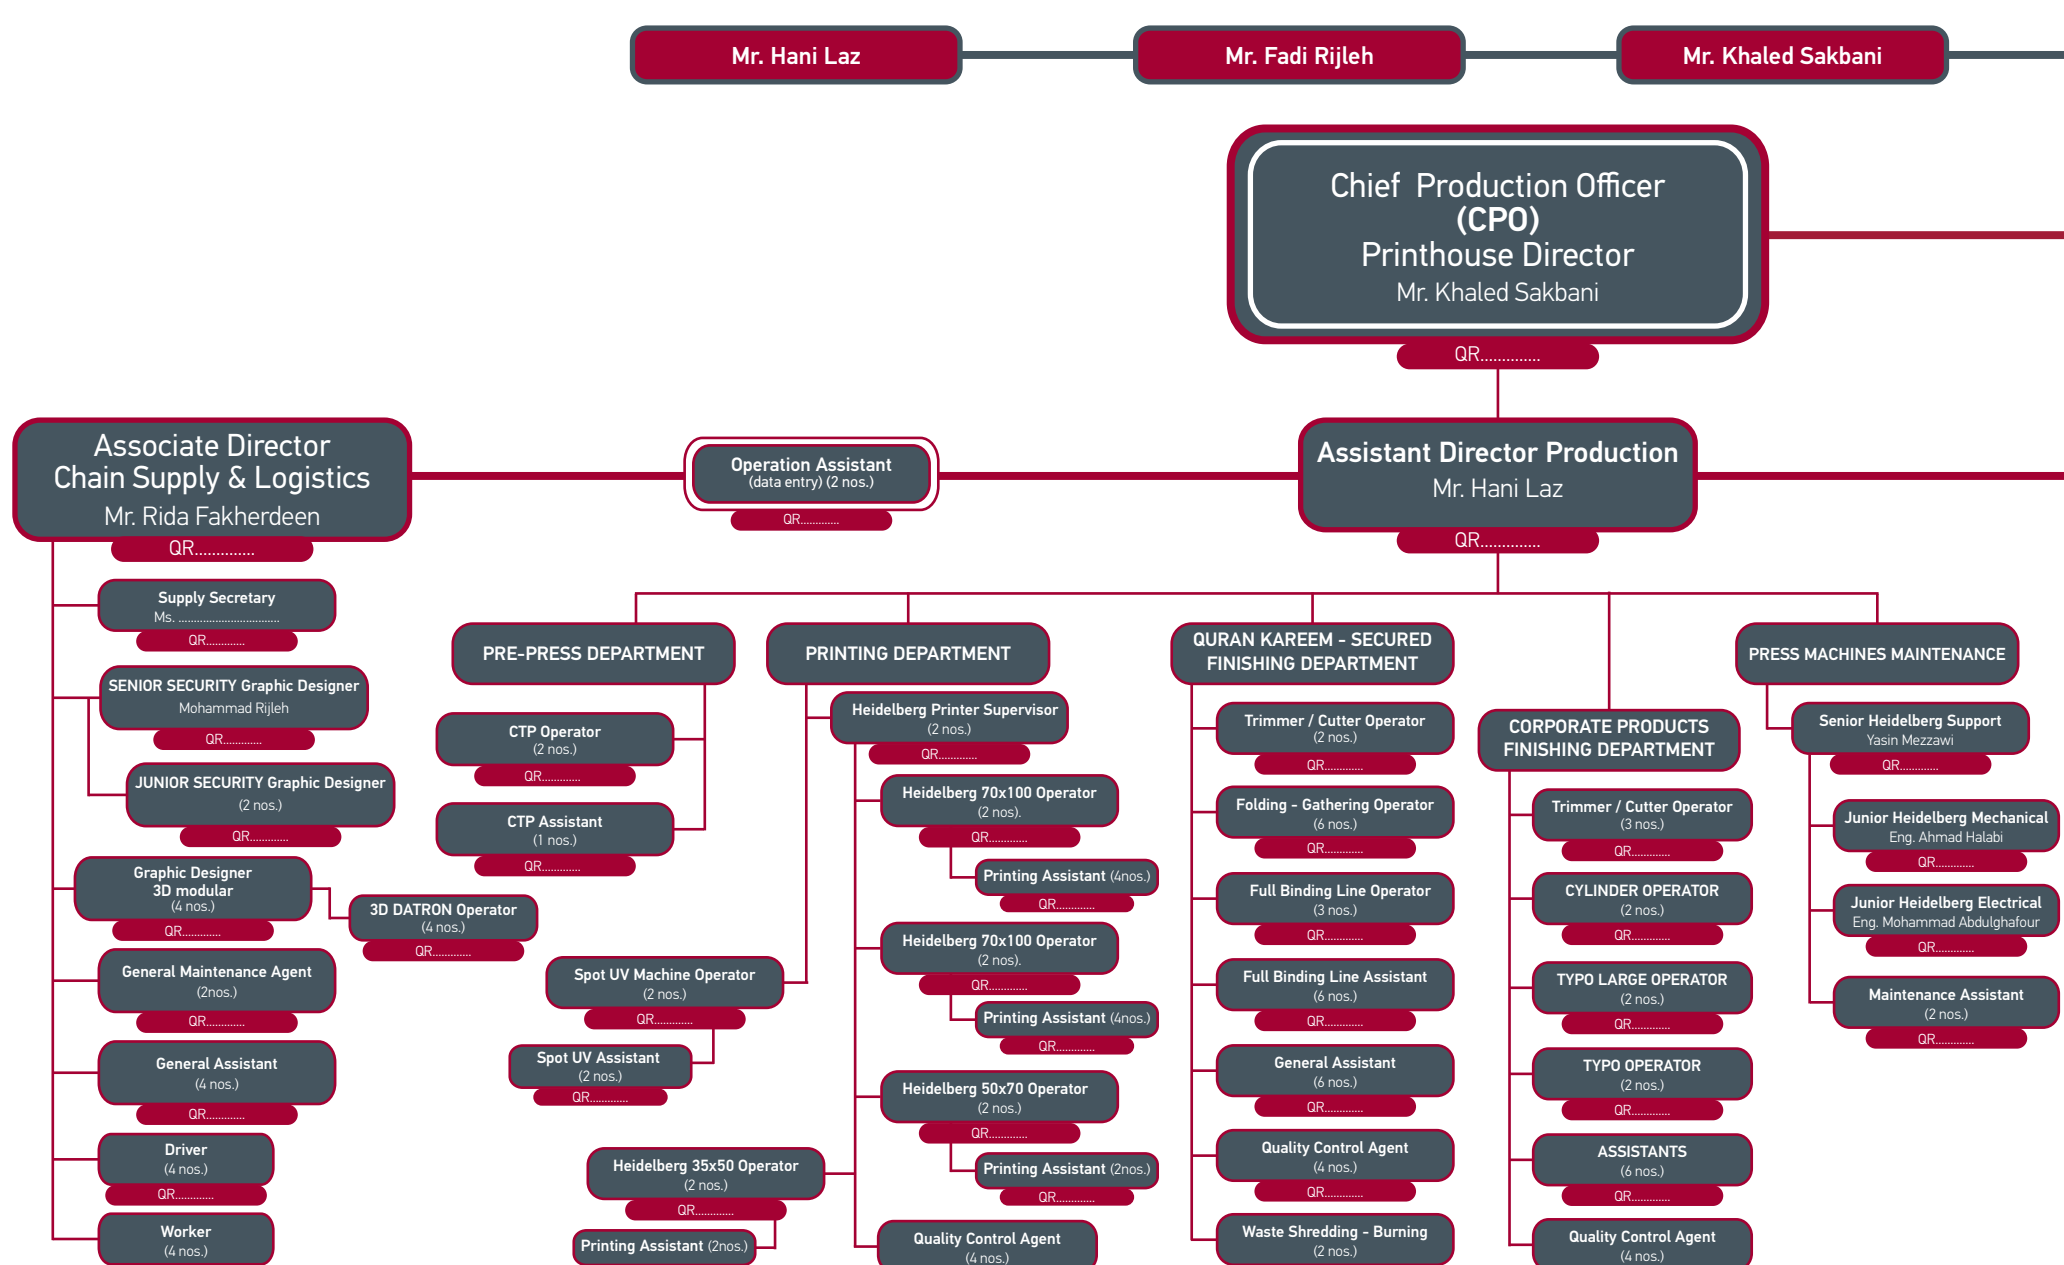 Mr. Hani Laz
Mr. Fadi Rijleh
Mr. Khaled Sakbani
Chief Production Officer
(CPO)
Printhouse Director
Mr. Khaled Sakbani
QR..............
Associate Director
Chain Supply & Logistics
Mr. Rida Fakherdeen
QR..............
Operation Assistant
(data entry) (2 nos.)
QR.............
Assistant Director Production
Mr. Hani Laz
QR..............
Supply Secretary
Ms. .................................
QR.............
SENIOR SECURITY Graphic Designer
Mohammad Rijleh
QR.............
JUNIOR SECURITY Graphic Designer
(2 nos.)
QR.............
Graphic Designer
3D modular
(4 nos.)
QR.............
3D DATRON Operator
(4 nos.)
QR.............
General Maintenance Agent
(2nos.)
QR.............
General Assistant
(4 nos.)
QR.............
Driver
(4 nos.)
QR.............
Worker
(4 nos.)
PRE-PRESS DEPARTMENT
CTP Operator
(2 nos.)
QR.............
CTP Assistant
(1 nos.)
QR.............
PRINTING DEPARTMENT
Heidelberg Printer Supervisor
(2 nos.)
QR.............
Heidelberg 70x100 Operator
(2 nos).
QR.............
Printing Assistant (4nos.)
QR.............
Heidelberg 70x100 Operator
(2 nos).
QR.............
Printing Assistant (4nos.)
QR.............
Spot UV Machine Operator
(2 nos.)
QR.............
Spot UV Assistant
(2 nos.)
QR.............
Heidelberg 50x70 Operator
(2 nos.)
QR.............
Printing Assistant (2nos.)
QR.............
Heidelberg 35x50 Operator
(2 nos.)
QR.............
Printing Assistant (2nos.)
Quality Control Agent
(4 nos.)
QURAN KAREEM - SECURED
FINISHING DEPARTMENT
Trimmer / Cutter Operator
(2 nos.)
QR.............
Folding - Gathering Operator
(6 nos.)
QR.............
Full Binding Line Operator
(3 nos.)
QR.............
Full Binding Line Assistant
(6 nos.)
QR.............
General Assistant
(6 nos.)
QR.............
Quality Control Agent
(4 nos.)
QR.............
Waste Shredding - Burning
(2 nos.)
CORPORATE PRODUCTS
FINISHING DEPARTMENT
Trimmer / Cutter Operator
(3 nos.)
QR.............
CYLINDER OPERATOR
(2 nos.)
QR.............
TYPO LARGE OPERATOR
(2 nos.)
QR.............
TYPO OPERATOR
(2 nos.)
QR.............
ASSISTANTS
(6 nos.)
QR.............
Quality Control Agent
(4 nos.)
PRESS MACHINES MAINTENANCE
Senior Heidelberg Support
Yasin Mezzawi
QR.............
Junior Heidelberg Mechanical
Eng. Ahmad Halabi
QR.............
Junior Heidelberg Electrical
Eng. Mohammad Abdulghafour
QR.............
Maintenance Assistant
(2 nos.)
QR.............